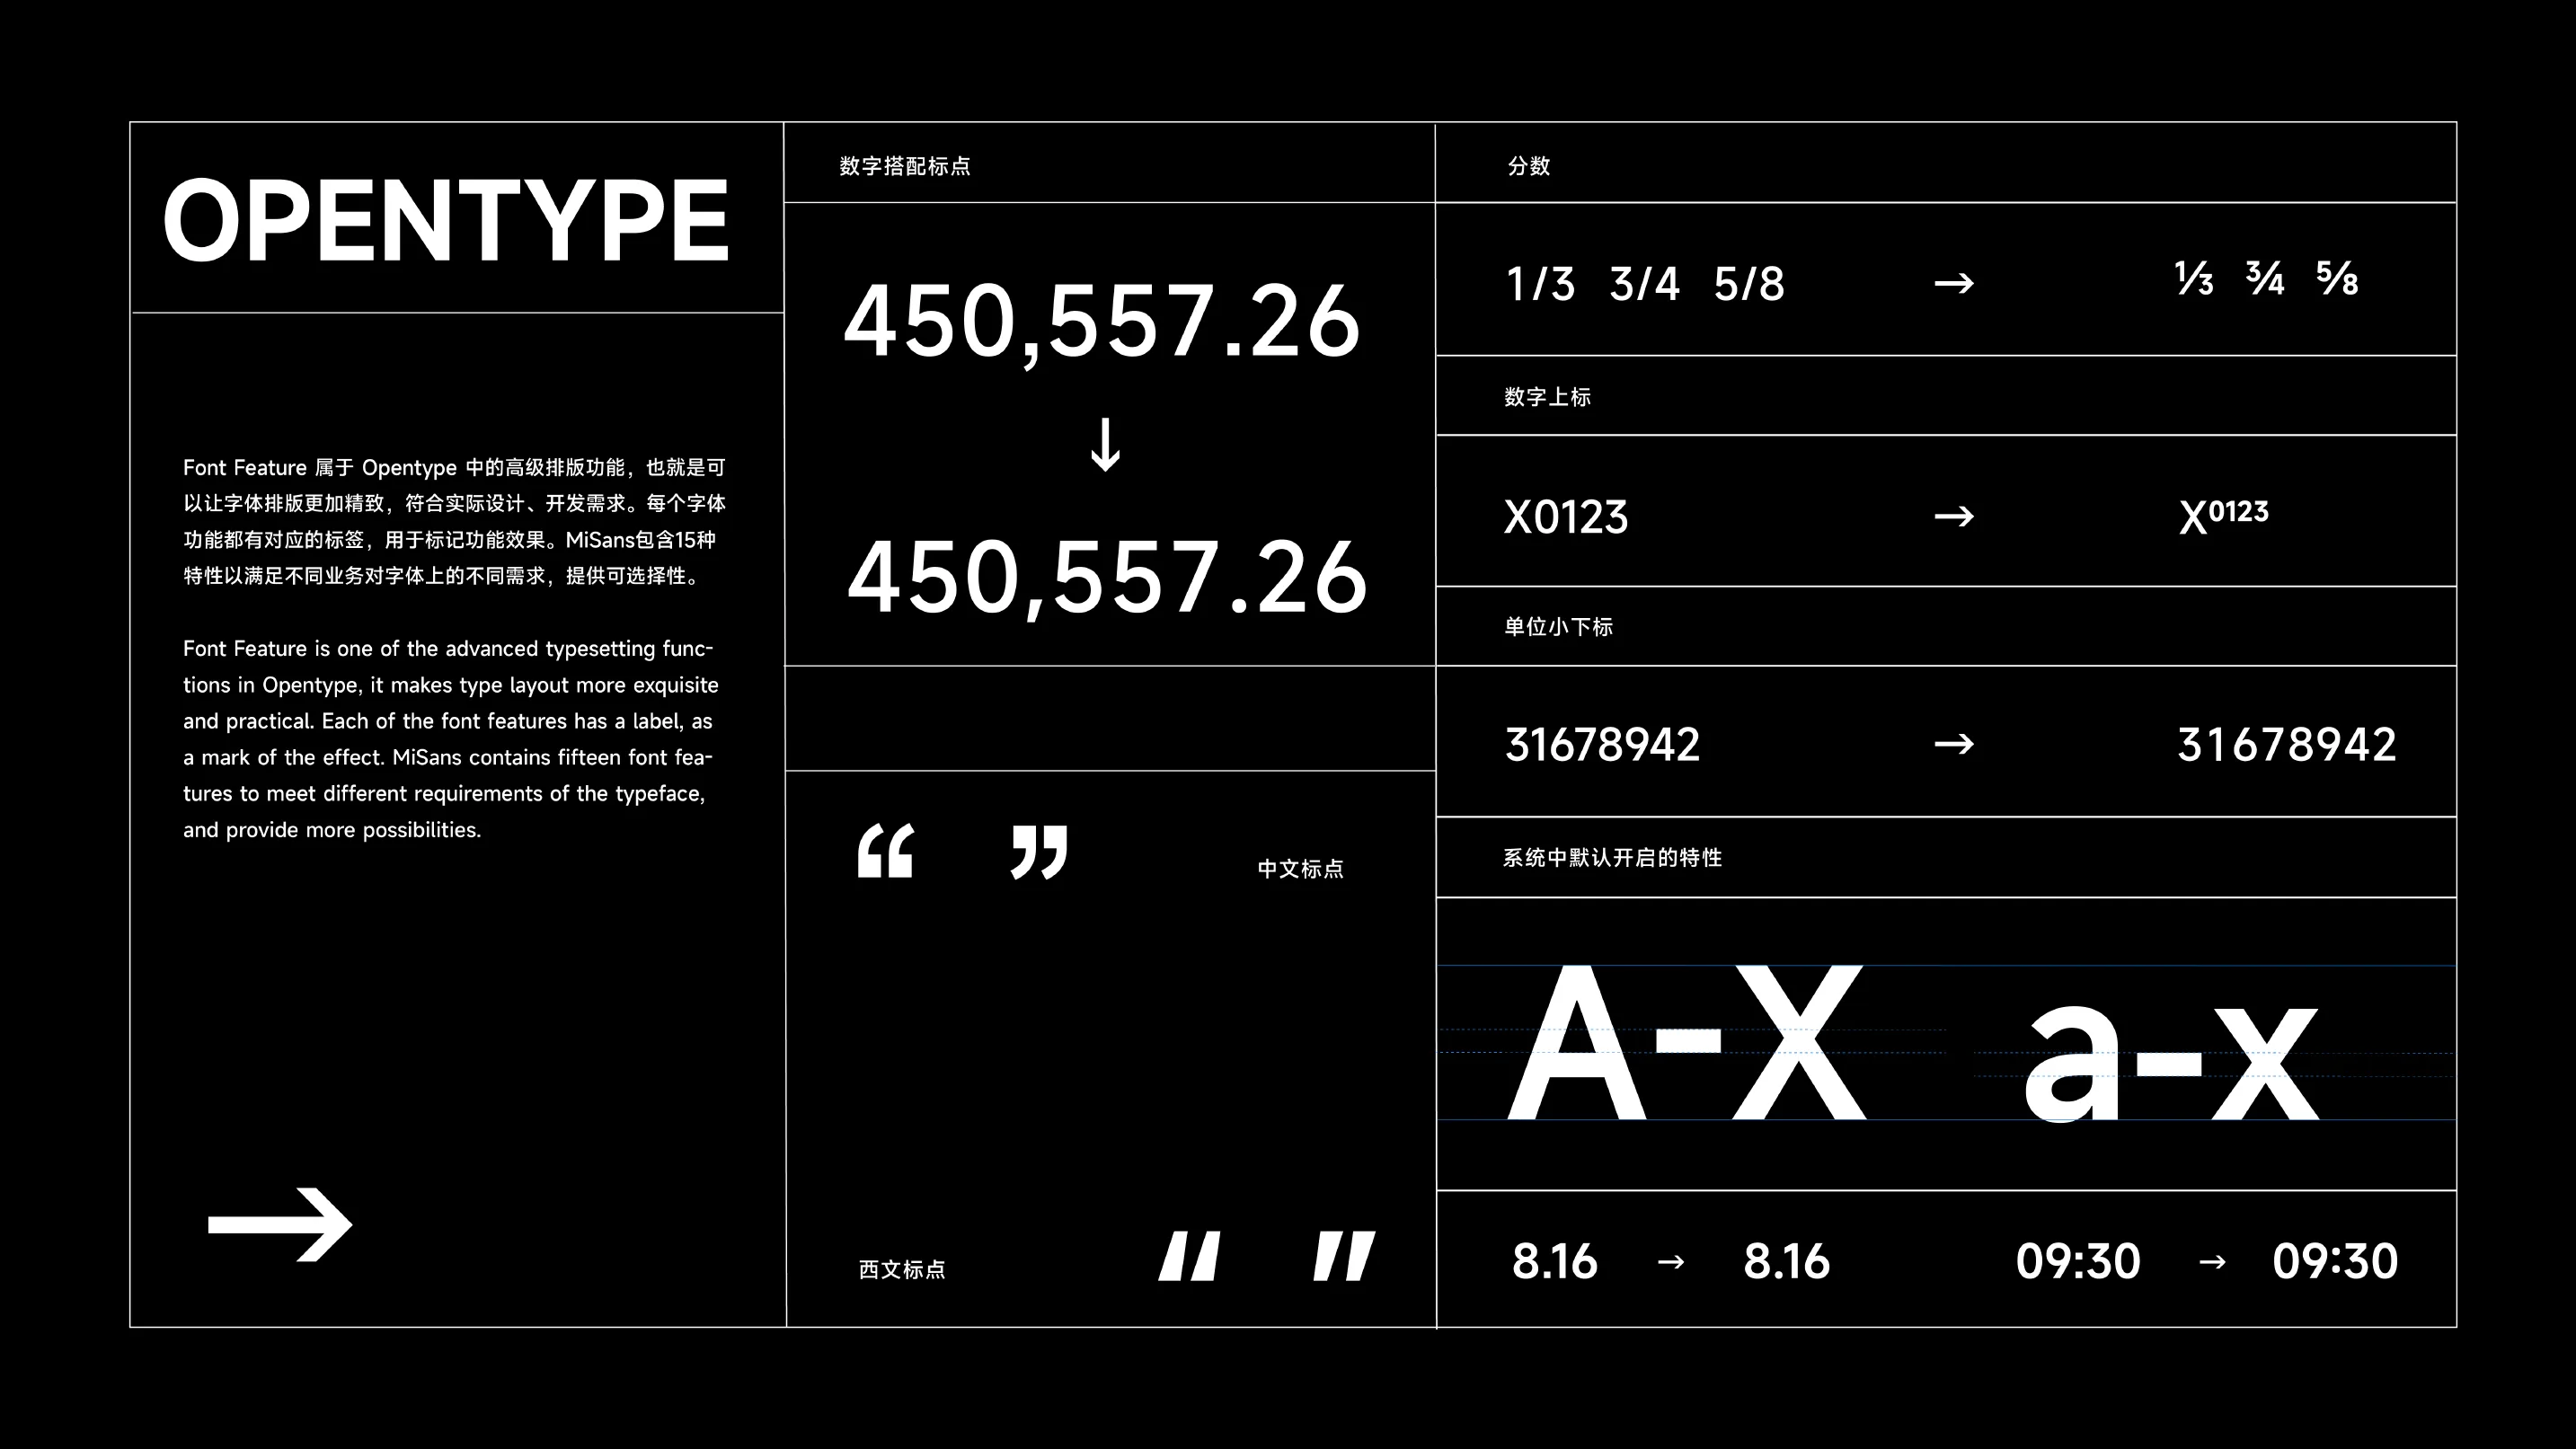 OPENTYPE
Font Feature 属于 Opentype 中的高级排版功能，也就是可
以让字体排版更加精致，符合实际设计、开发需求。每个字体
功能都有对应的标签，用于标记功能效果。MiSans包含15种
特性以满足不同业务对字体上的不同需求，提供可选择性。
Font Feature is one of the advanced typesetting func-
tions in Opentype, it makes type layout more exquisite
and practical. Each of the font features has a label, as
a mark of the effect. MiSans contains fifteen font fea-
tures to meet different requirements of the typeface,
and provide more possibilities.
→
数字搭配标点
450,557.26
↓
450,557.26
“ ” 中文标点
西文标点 “ ”
分数
1/3 3/4 5/8 → ⅓ ¾ ⅝
数字上标
X0123 → X⁰¹²³
单位小下标
31678942 → 31678942
系统中默认开启的特性
A-X a-x
8.16 → 8.16 09:30 → 09:30